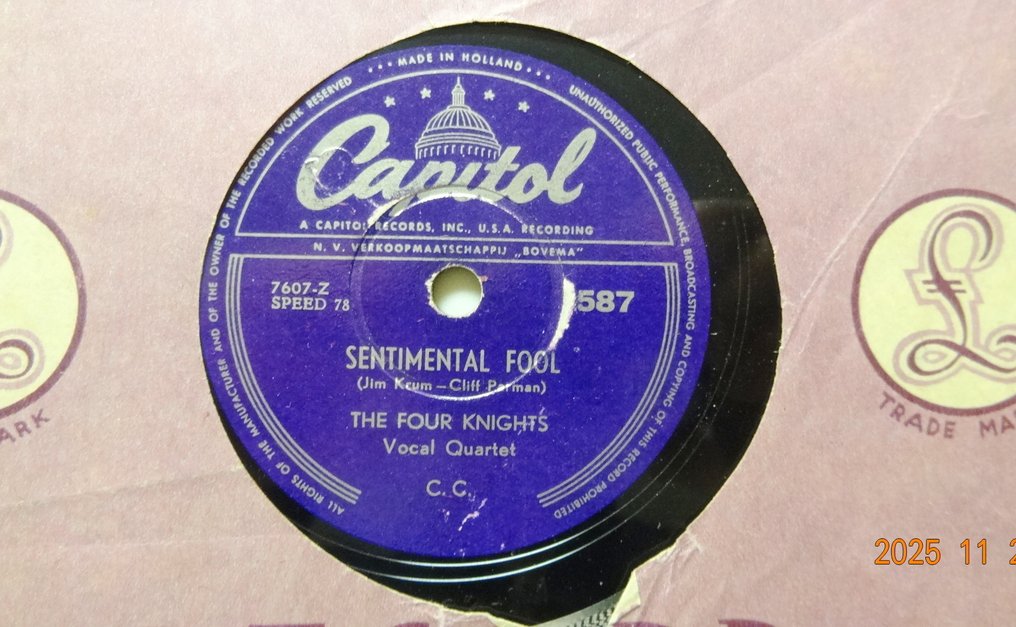 • • • MADE IN HOLLAND • • •
ALL RIGHTS OF THE MANUFACTURER AND OF THE OWNER OF THE RECORDED WORK RESERVED
UNAUTHORIZED PUBLIC PERFORMANCE, BROADCASTING AND COPYING OF THIS RECORD PROHIBITED
Capitol
A CAPITOL RECORDS, INC., U.S.A. RECORDING
N. V. VERKOOPMAATSCHAPPIJ „BOVEMA"
7607-Z
SPEED 78
587
SENTIMENTAL FOOL
(Jim Krum — Cliff Parman)
THE FOUR KNIGHTS
Vocal Quartet
C. C.
ARK
£
TRADE MA
2025 11 2